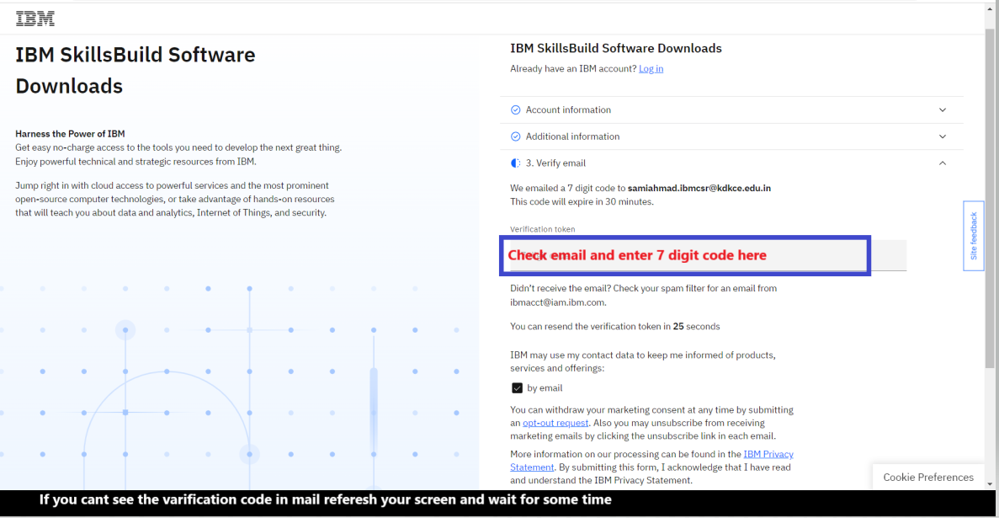 IBM
IBM SkillsBuild Software
Downloads
Harness the Power of IBM
Get easy no-charge access to the tools you need to develop the next great thing.
Enjoy powerful technical and strategic resources from IBM.
Jump right in with cloud access to powerful services and the most prominent
open-source computer technologies, or take advantage of hands-on resources
that will teach you about data and analytics, Internet of Things, and security.
IBM SkillsBuild Software Downloads
Already have an IBM account? Log in
Account information
Additional information
3. Verify email
We emailed a 7 digit code to samiahmad.ibmcsr@kdkce.edu.in
This code will expire in 30 minutes.
Verification token
Check email and enter 7 digit code here
Didn't receive the email? Check your spam filter for an email from
ibmacct@iam.ibm.com.
You can resend the verification token in 25 seconds
IBM may use my contact data to keep me informed of products,
services and offerings:
by email
You can withdraw your marketing consent at any time by submitting
an opt-out request. Also you may unsubscribe from receiving
marketing emails by clicking the unsubscribe link in each email.
More information on our processing can be found in the IBM Privacy
Statement. By submitting this form, I acknowledge that I have read
and understand the IBM Privacy Statement.
Site feedback
Cookie Preferences
If you cant see the varification code in mail referesh your screen and wait for some time